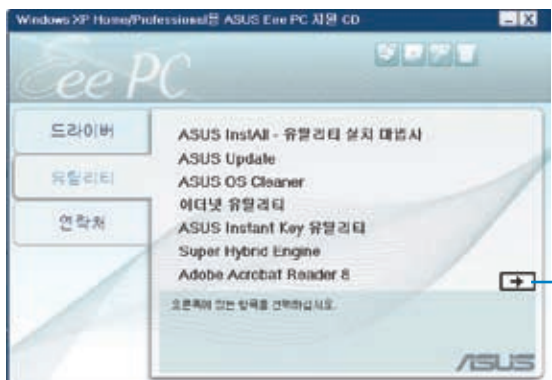 Windows XP Home/Professional용 ASUS Eee PC 지원 CD
Eee PC
드라이버
유틸리티
연락처
ASUS InstAll - 유틸리티 설치 마법사
ASUS Update
ASUS OS Cleaner
이더넷 유틸리티
ASUS Instant Key 유틸리티
Super Hybrid Engine
Adobe Acrobat Reader 8
오른쪽에 있는 항목을 선택하십시오.
ASUS